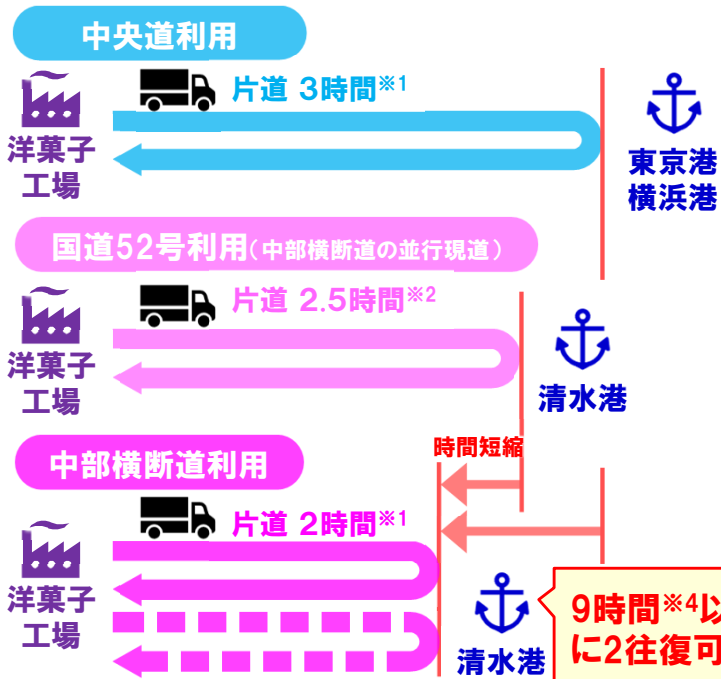 中央道利用
片道 3時間※1
洋菓子
工場
東京港
横浜港
国道52号利用(中部横断道の並行現道)
片道 2.5時間※2
洋菓子
工場
清水港
時間短縮
中部横断道利用
片道 2時間※1
洋菓子
工場
清水港
9時間※4以
に2往復可